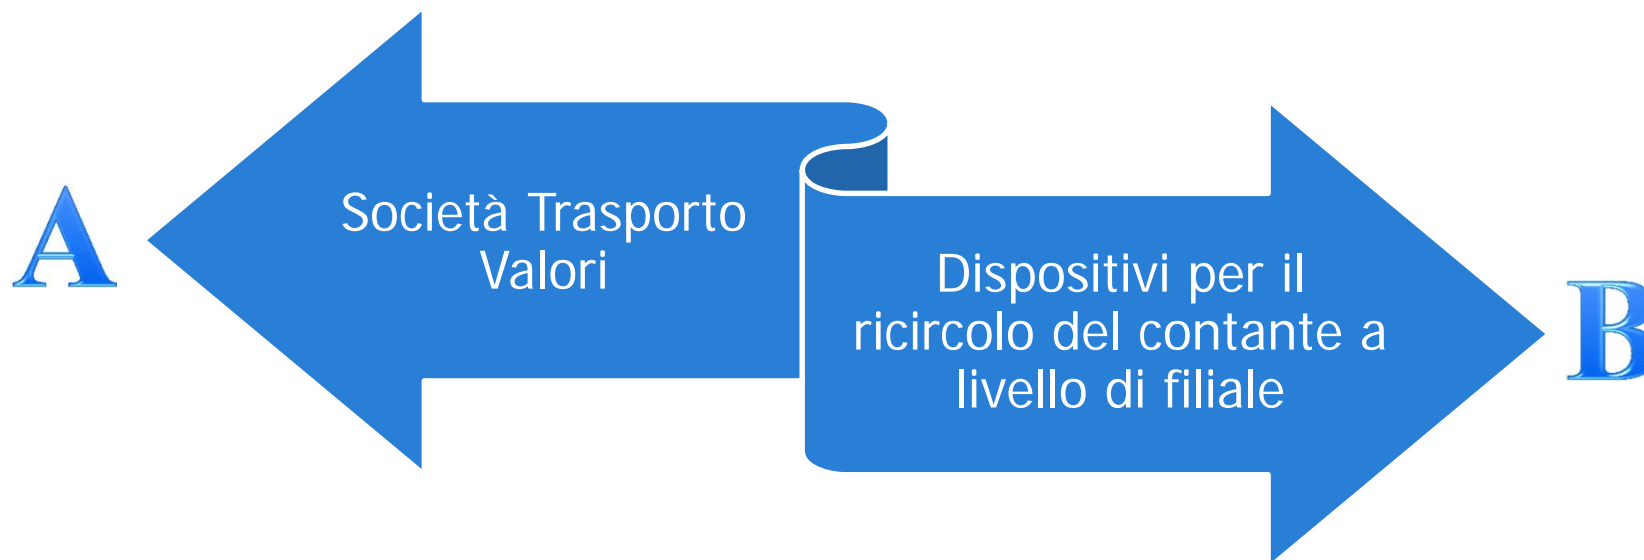 A
Società Trasporto
Valori
Dispositivi per il
ricircolo del contante a
livello di filiale
B